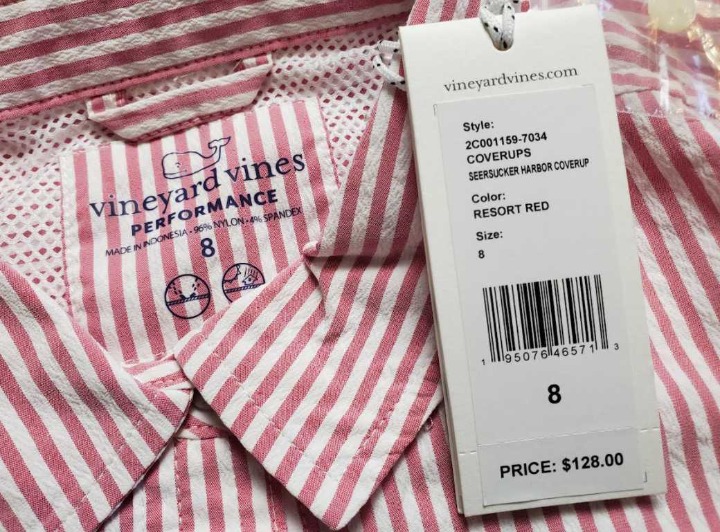 vineyard vines
PERFORMANCE
MADE IN INDONESIA • 96% NYLON • 4% SPANDEX
8
vineyardvines.com
Style:
2C001159-7034
COVERUPS
SEERSUCKER HARBOR COVERUP
Color:
RESORT RED
Size:
8
1 95076 46571 3
8
PRICE: $128.00